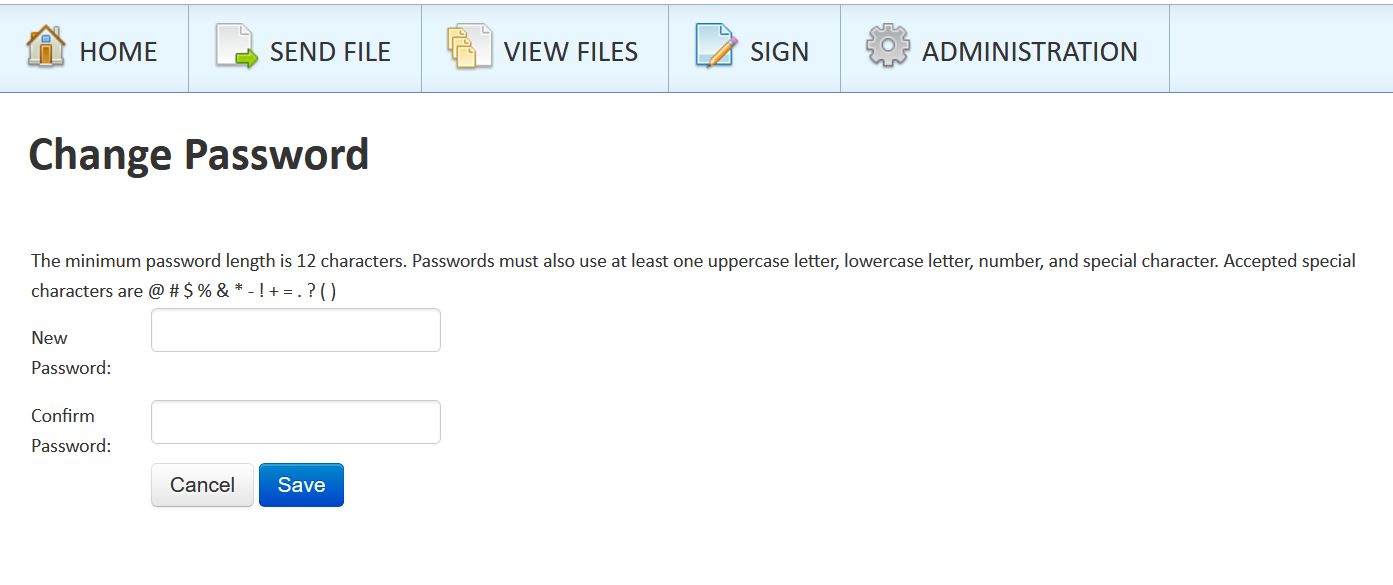 HOME SEND FILE VIEW FILES SIGN ADMINISTRATION
Change Password
The minimum password length is 12 characters. Passwords must also use at least one uppercase letter, lowercase letter, number, and special character. Accepted special
characters are @ # $ % & * - ! + = . ? ( )
New
Password:
Confirm
Password:
Cancel Save